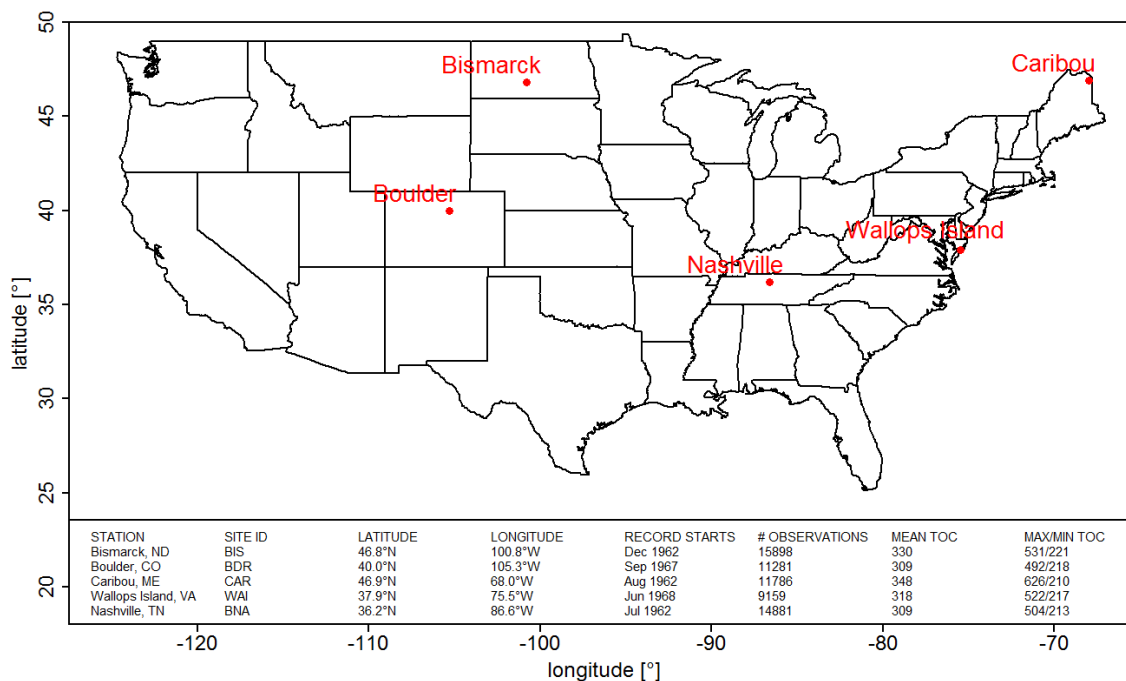 50
45
40
35
30
25
20
latitude [°]
Bismarck
Caribou
Boulder
Wallops Island
Nashville
STATION SITE ID LATITUDE LONGITUDE RECORD STARTS # OBSERVATIONS MEAN TOC MAX/MIN TOC
Bismarck, ND BIS 46.8°N 100.8°W Dec 1962 15898 330 531/221
Boulder, CO BDR 40.0°N 105.3°W Sep 1967 11281 309 492/218
Caribou, ME CAR 46.9°N 68.0°W Aug 1962 11786 348 626/210
Wallops Island, VA WAI 37.9°N 75.5°W Jun 1968 9159 318 522/217
Nashville, TN BNA 36.2°N 86.6°W Jul 1962 14881 309 504/213
-120 -110 -100 -90 -80 -70
longitude [°]